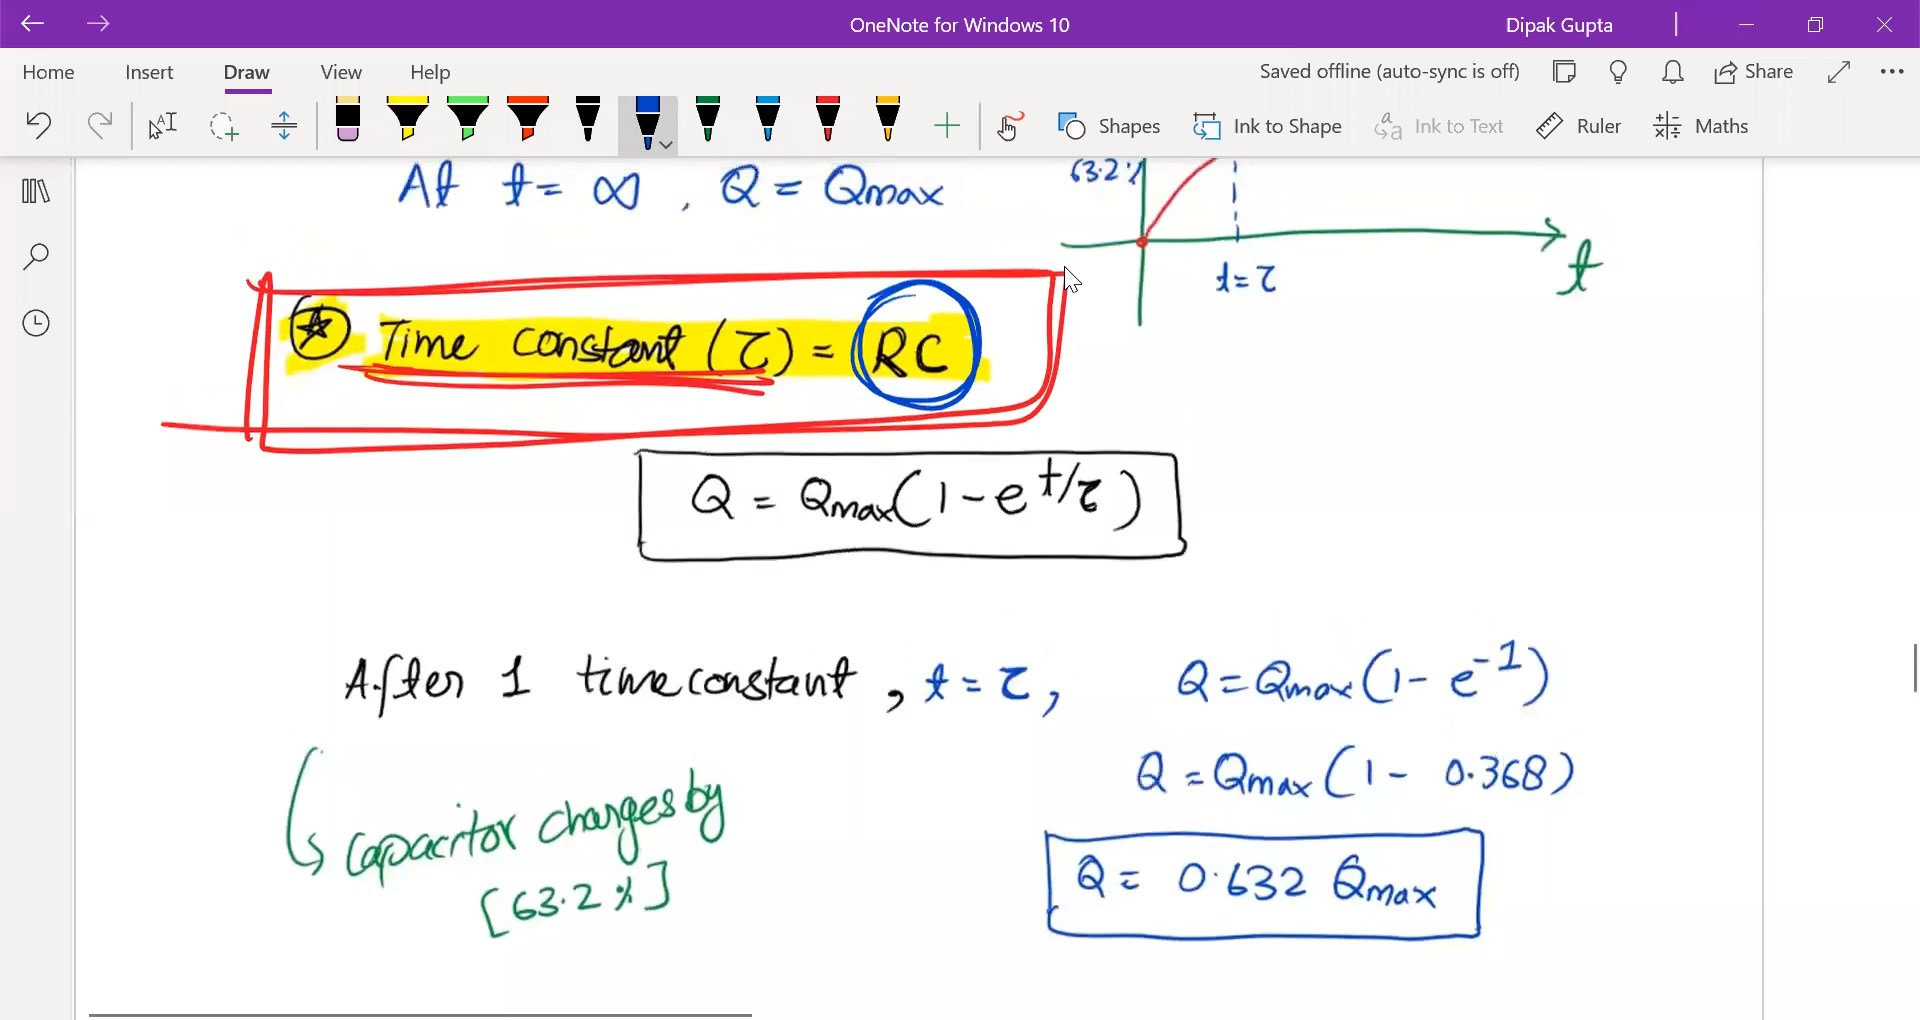 OneNote for Windows 10
Dipak Gupta
Home Insert Draw View Help
Saved offline (auto-sync is off) Share
Shapes Ink to Shape Ink to Text Ruler Maths
At t = ∞ , Q = Qmax
63.2%
t
t = τ
Time constant (τ) = RC
Q = Qmax(1 - e^t/τ)
After 1 time constant , t = τ, Q = Qmax(1 - e^-1)
Q = Qmax(1 - 0.368)
Capacitor charges by
[63.2%]
Q = 0.632 Qmax